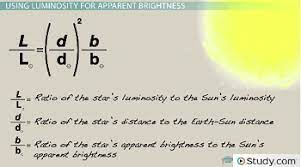 USING LUMINOSITY FOR APPARENT BRIGHTNESS
L/L☉ = (d/d☉)² b/b☉
L/L☉ = Ratio of the star's luminosity to the Sun's luminosity
d/d☉ = Ratio of the star's distance to the Earth-Sun distance
b/b☉ = Ratio of the star's apparent brightness to the Sun's
apparent brightness
Study.com